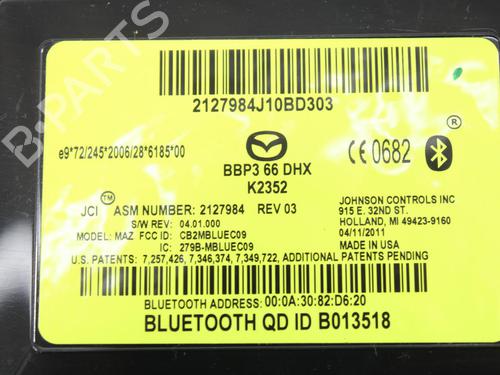 B-PARTS
2127984J10BD303
e9*72/245*2006/28*6185*00
BBP3 66 DHX
K2352
CE 0682
®
JCI™ ASM NUMBER: 2127984 REV 03
S/W REV: 04.01.000
MODEL: MAZ FCC ID: CB2MBLUEC09
IC: 279B-MBLUEC09
JOHNSON CONTROLS INC
915 E. 32ND ST.
HOLLAND, MI 49423-9160
04/11/2011
MADE IN USA
U.S. PATENTS: 7,257,426, 7,346,374, 7,349,722, ADDITIONAL PATENTS PENDING
BLUETOOTH ADDRESS: 00:0A:30:82:D6:20
BLUETOOTH QD ID B013518